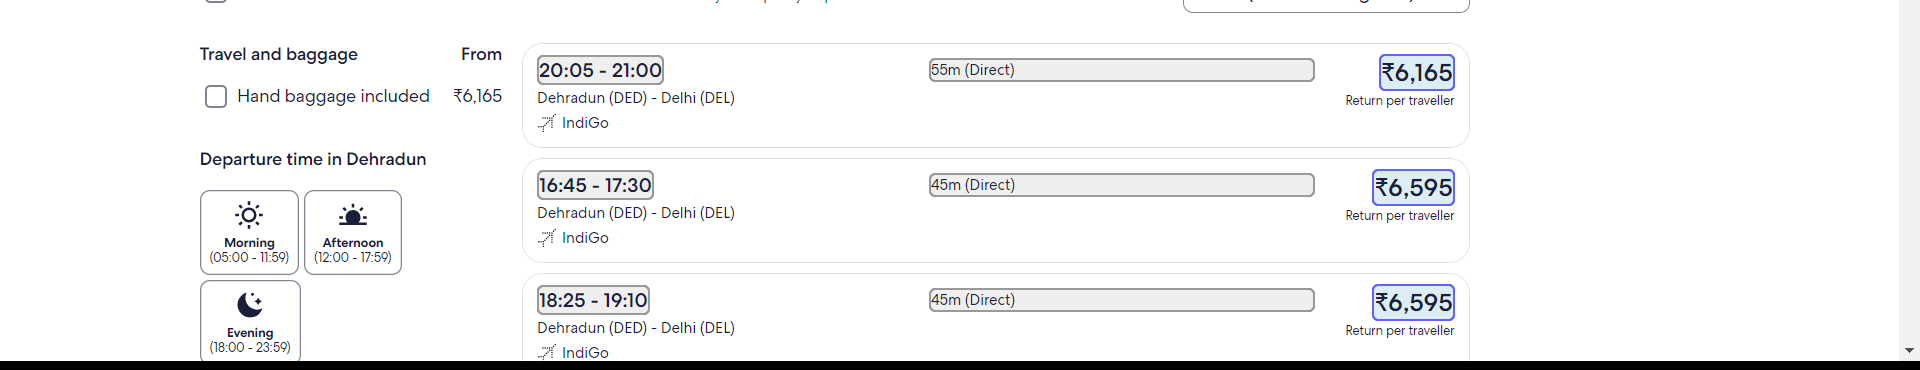 Travel and baggage From
Hand baggage included ₹6,165
Departure time in Dehradun
Morning
(05:00 - 11:59)
Afternoon
(12:00 - 17:59)
Evening
(18:00 - 23:59)
20:05 - 21:00 55m (Direct) ₹6,165
Dehradun (DED) - Delhi (DEL) Return per traveller
IndiGo
16:45 - 17:30 45m (Direct) ₹6,595
Dehradun (DED) - Delhi (DEL) Return per traveller
IndiGo
18:25 - 19:10 45m (Direct) ₹6,595
Dehradun (DED) - Delhi (DEL) Return per traveller
IndiGo